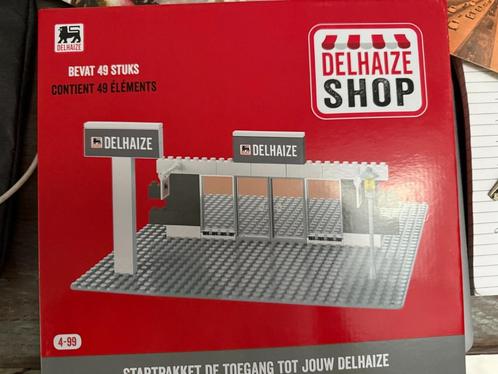 DELHAIZE
BEVAT 49 STUKS
CONTIENT 49 ÉLÉMENTS
DELHAIZE
SHOP
DELHAIZE
DELHAIZE
4-99
STARTPAKKET DE TOEGANG TOT JOUW DELHAIZE